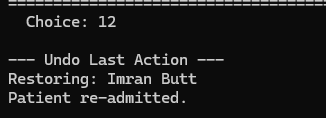 ====================================
Choice: 12
--- Undo Last Action ---
Restoring: Imran Butt
Patient re-admitted.